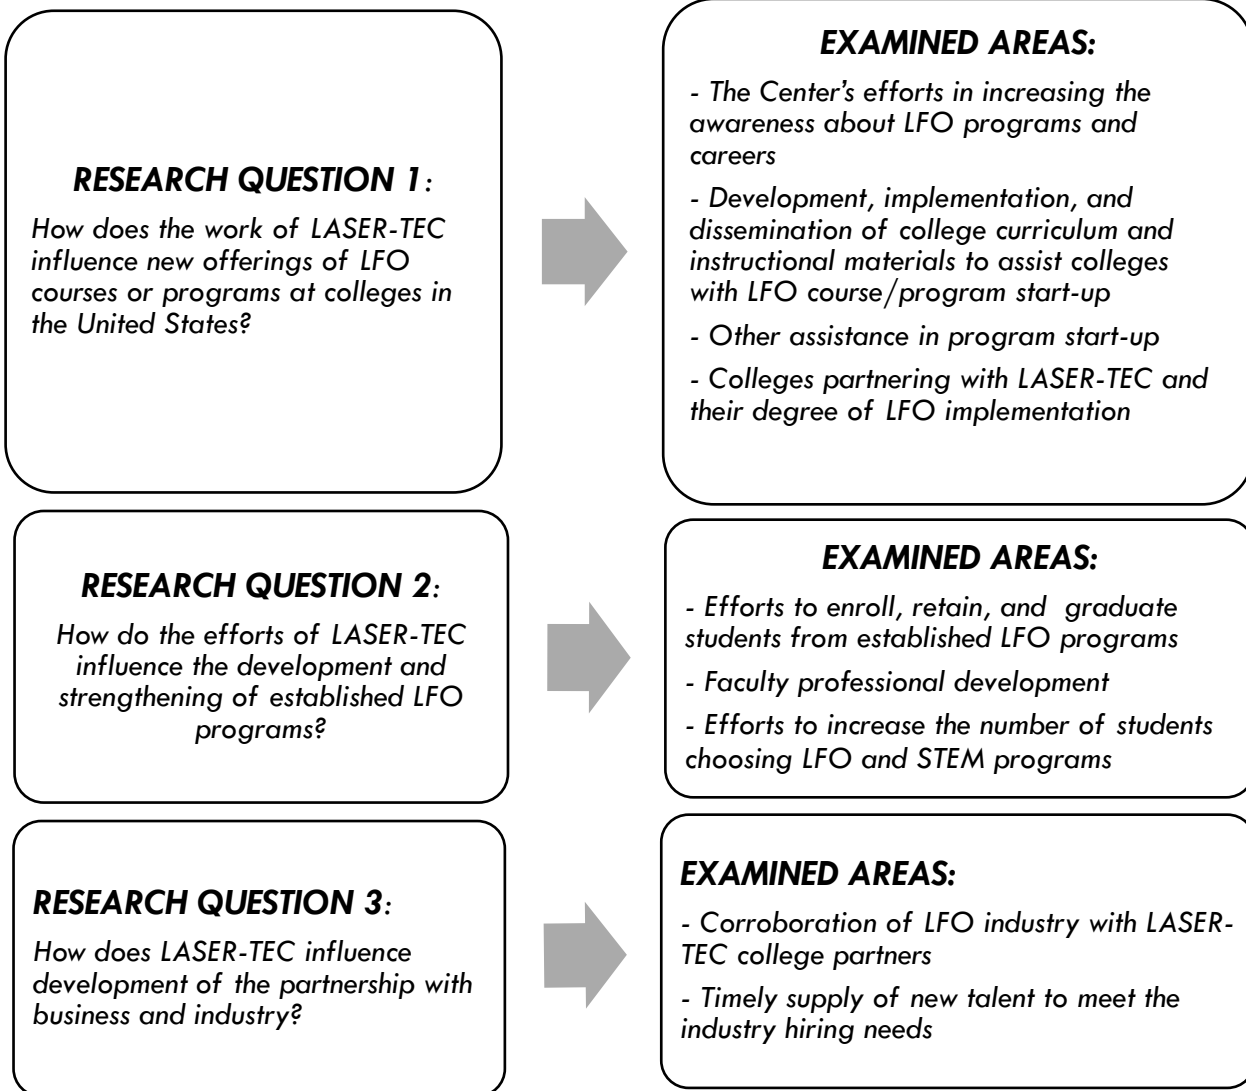 RESEARCH QUESTION 1:
How does the work of LASER-TEC
influence new offerings of LFO
courses or programs at colleges in
the United States?
EXAMINED AREAS:
- The Center's efforts in increasing the
awareness about LFO programs and
careers
- Development, implementation, and
dissemination of college curriculum and
instructional materials to assist colleges
with LFO course/program start-up
- Other assistance in program start-up
- Colleges partnering with LASER-TEC and
their degree of LFO implementation
RESEARCH QUESTION 2:
How do the efforts of LASER-TEC
influence the development and
strengthening of established LFO
programs?
EXAMINED AREAS:
- Efforts to enroll, retain, and graduate
students from established LFO programs
- Faculty professional development
- Efforts to increase the number of students
choosing LFO and STEM programs
RESEARCH QUESTION 3:
How does LASER-TEC influence
development of the partnership with
business and industry?
EXAMINED AREAS:
- Corroboration of LFO industry with LASER-
TEC college partners
- Timely supply of new talent to meet the
industry hiring needs